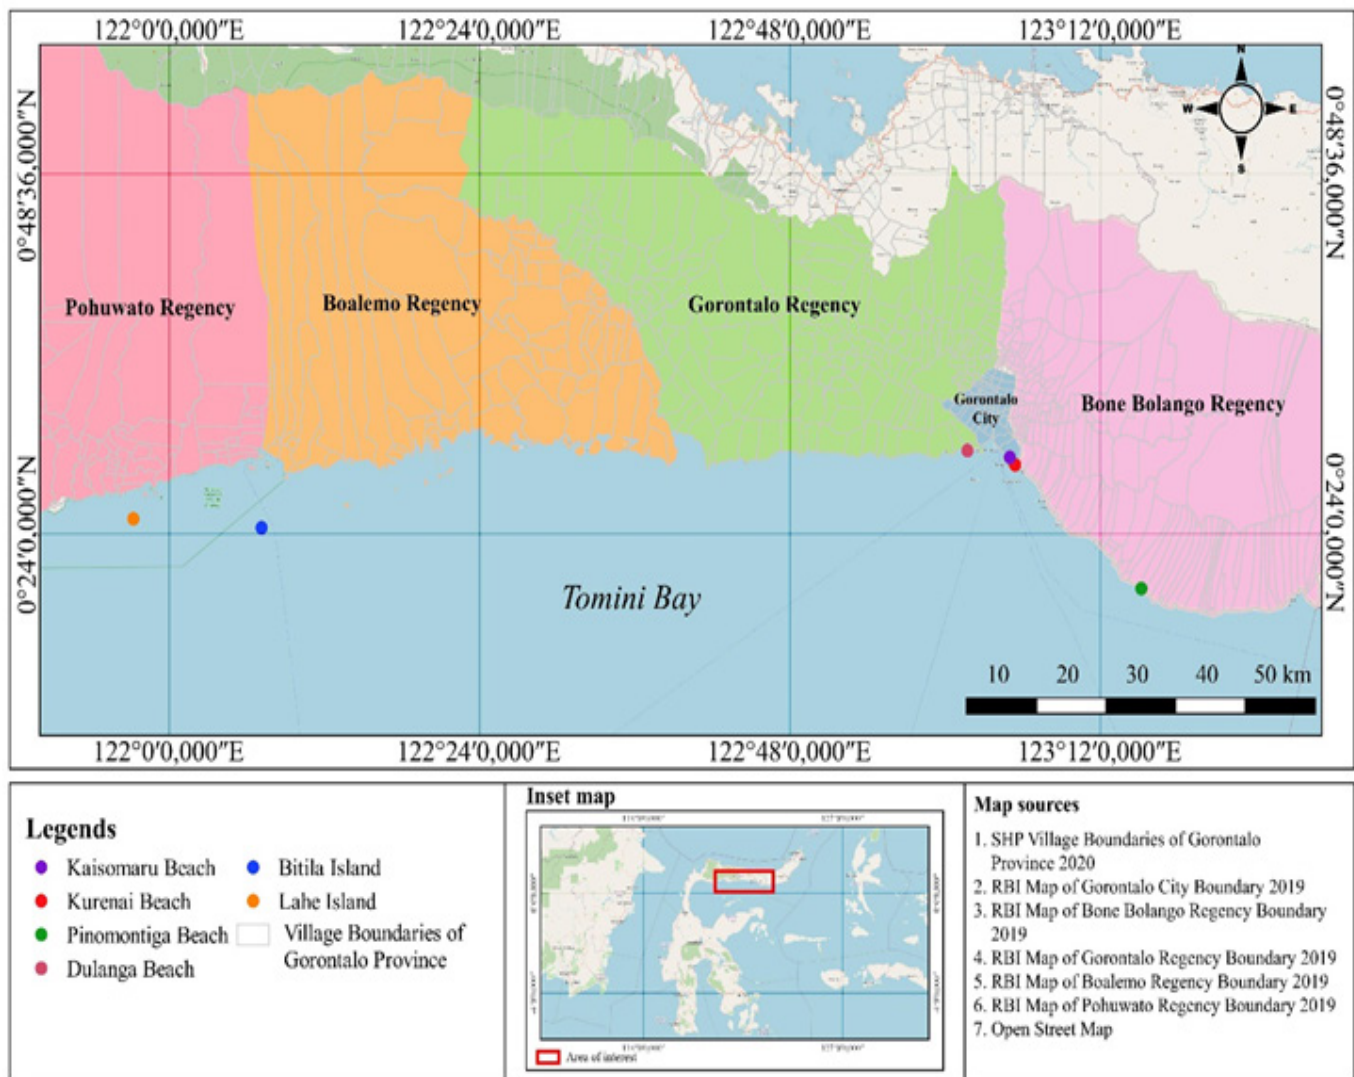 122°0′0,000″E 122°24′0,000″E 122°48′0,000″E 123°12′0,000″E
N
W E
S
0°48′36,000″N
0°48′36,000″N
Pohuwato Regency
Boalemo Regency
Gorontalo Regency
Gorontalo
City
Bone Bolango Regency
0°24′0,000″N
0°24′0,000″N
Tomini Bay
10 20 30 40 50 km
122°0′0,000″E 122°24′0,000″E 122°48′0,000″E 123°12′0,000″E
Legends
Kaisomaru Beach
Kurenai Beach
Pinomontiga Beach
Dulanga Beach
Bitila Island
Lahe Island
Village Boundaries of
Gorontalo Province
Inset map
Area of interest
Map sources
1. SHP Village Boundaries of Gorontalo
Province 2020
2. RBI Map of Gorontalo City Boundary 2019
3. RBI Map of Bone Bolango Regency Boundary
2019
4. RBI Map of Gorontalo Regency Boundary 2019
5. RBI Map of Boalemo Regency Boundary 2019
6. RBI Map of Pohuwato Regency Boundary 2019
7. Open Street Map